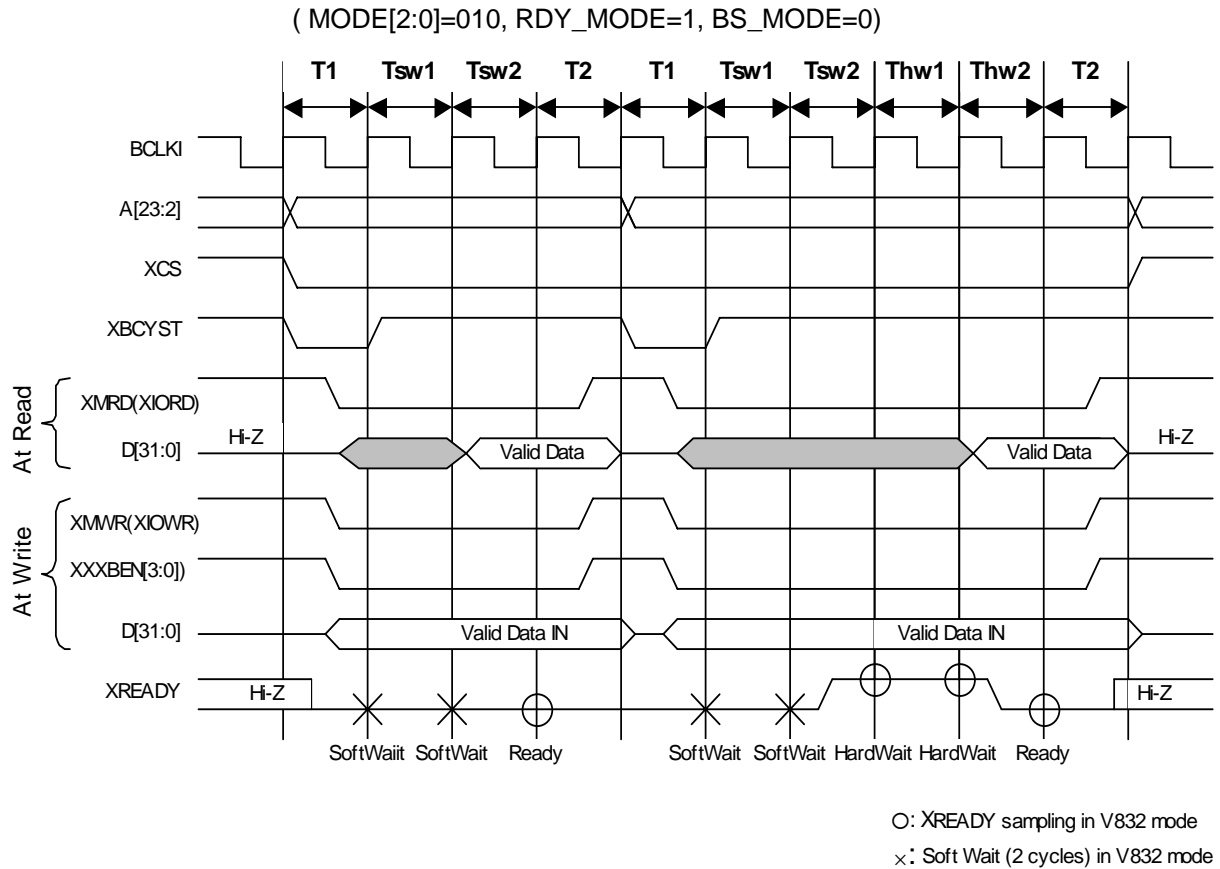 ( MODE[2:0]=010, RDY_MODE=1, BS_MODE=0)
T1 Tsw1 Tsw2 T2 T1 Tsw1 Tsw2 Thw1 Thw2 T2
BCLKI
A[23:2]
XCS
XBCYST
At Read
XMRD(XIORD)
D[31:0] Hi-Z Valid Data Valid Data Hi-Z
At Write
XMWR(XIOWR)
XXXBEN[3:0])
D[31:0] Valid Data IN Valid Data IN
XREADY Hi-Z Hi-Z
SoftWaiit SoftWait Ready SoftWait SoftWait HardWait HardWait Ready
O: XREADY sampling in V832 mode
×: Soft Wait (2 cycles) in V832 mode